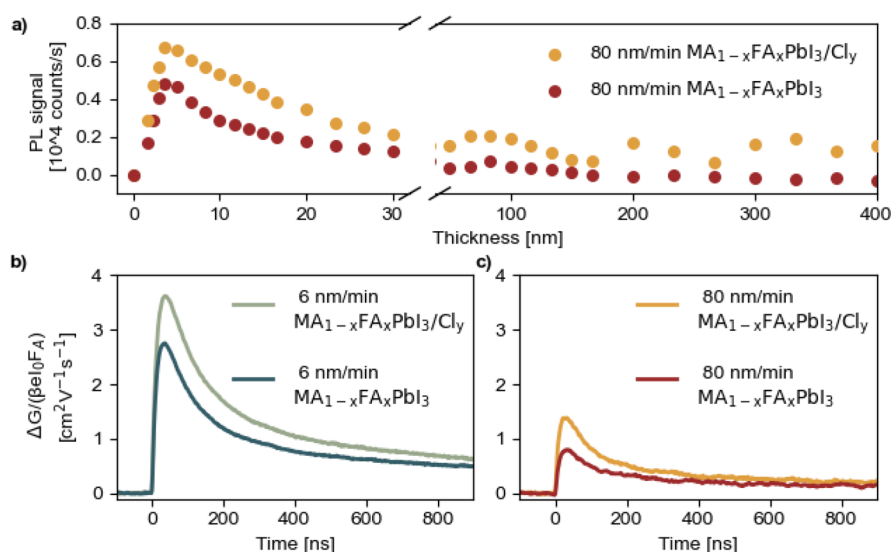 a)
0.8
0.6
0.4
0.2
0.0
PL signal
[10^4 counts/s]
80 nm/min MA₁₋ₓFAₓPbI₃/Clᵧ
80 nm/min MA₁₋ₓFAₓPbI₃
0 10 20 30 100 200 300 400
Thickness [nm]
b)
4
3
2
1
0
ΔG/(βeI₀F_A)
[cm²V⁻¹s⁻¹]
6 nm/min
MA₁₋ₓFAₓPbI₃/Clᵧ
6 nm/min
MA₁₋ₓFAₓPbI₃
0 200 400 600 800
Time [ns]
c)
4
3
2
1
0
80 nm/min
MA₁₋ₓFAₓPbI₃/Clᵧ
80 nm/min
MA₁₋ₓFAₓPbI₃
0 200 400 600 800
Time [ns]